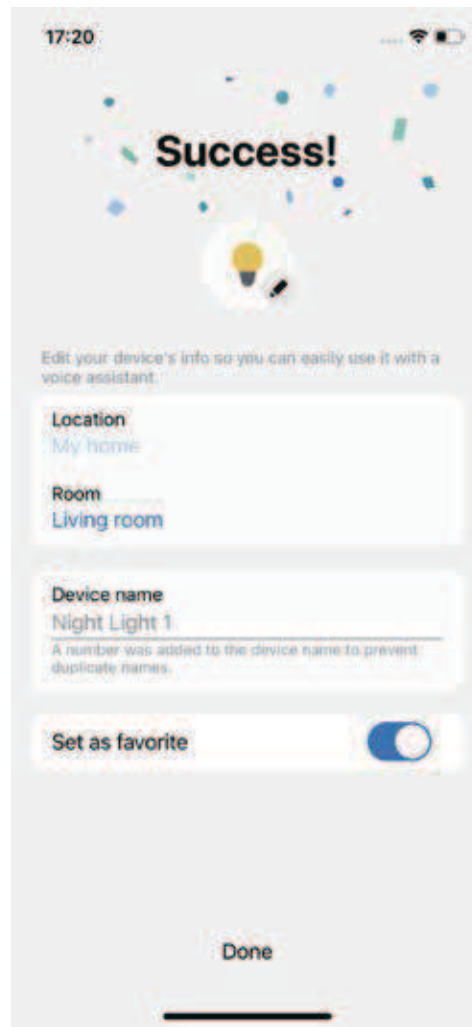 17:20
Success!
Edit your device's info so you can easily use it with a
voice assistant.
Location
My home
Room
Living room
Device name
Night Light 1
A number was added to the device name to prevent
duplicate names.
Set as favorite
Done